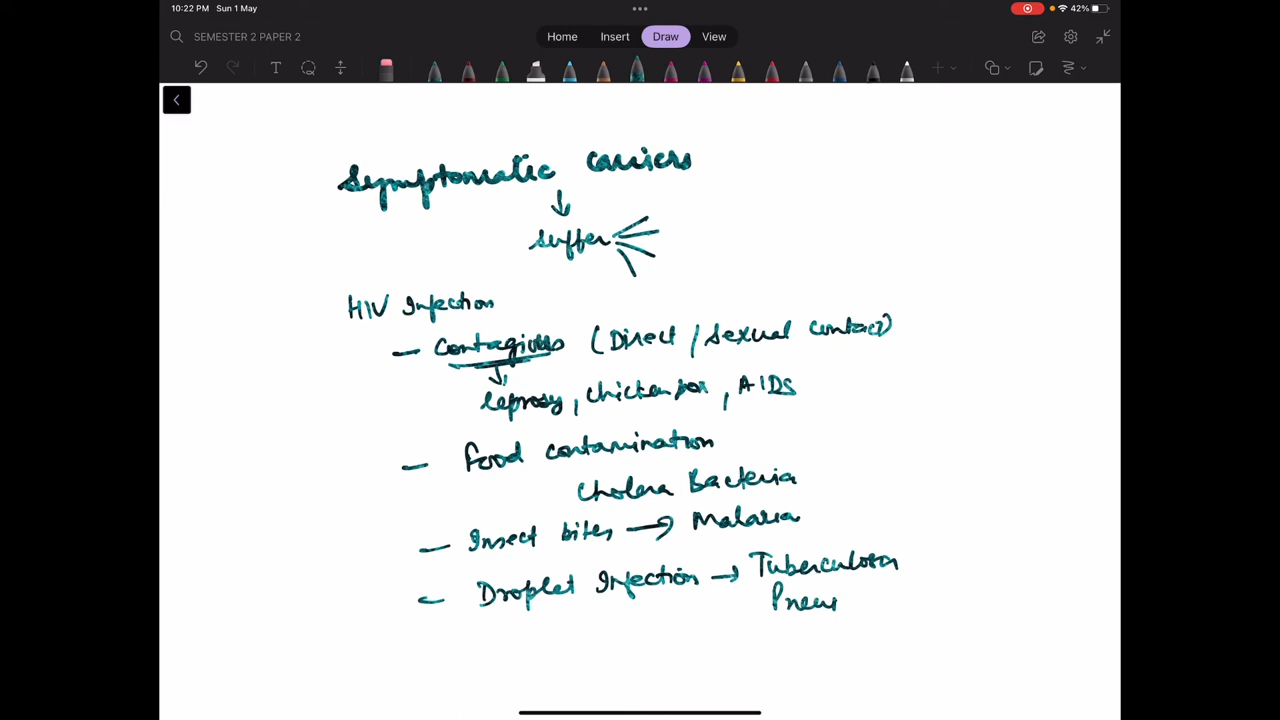 10:22 PM Sun 1 May
42%
SEMESTER 2 PAPER 2
Home Insert Draw View
Symptomatic carriers
suffer
HIV Infection
- Contagious (Direct / sexual contact)
leprosy, chickenpox, AIDS
- Food contamination
Cholera Bacteria
- Insect bites → Malaria
- Droplet Infection → Tuberculosis
Pneu